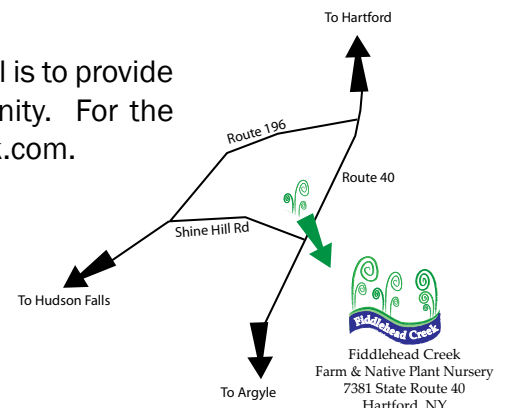 To Hartford
l is to provide
nity. For the
k.com.
Route 196
Route 40
Shine Hill Rd
To Hudson Falls
Fiddlehead Creek
Fiddlehead Creek
Farm & Native Plant Nursery
7381 State Route 40
To Argyle
Hartford, NY